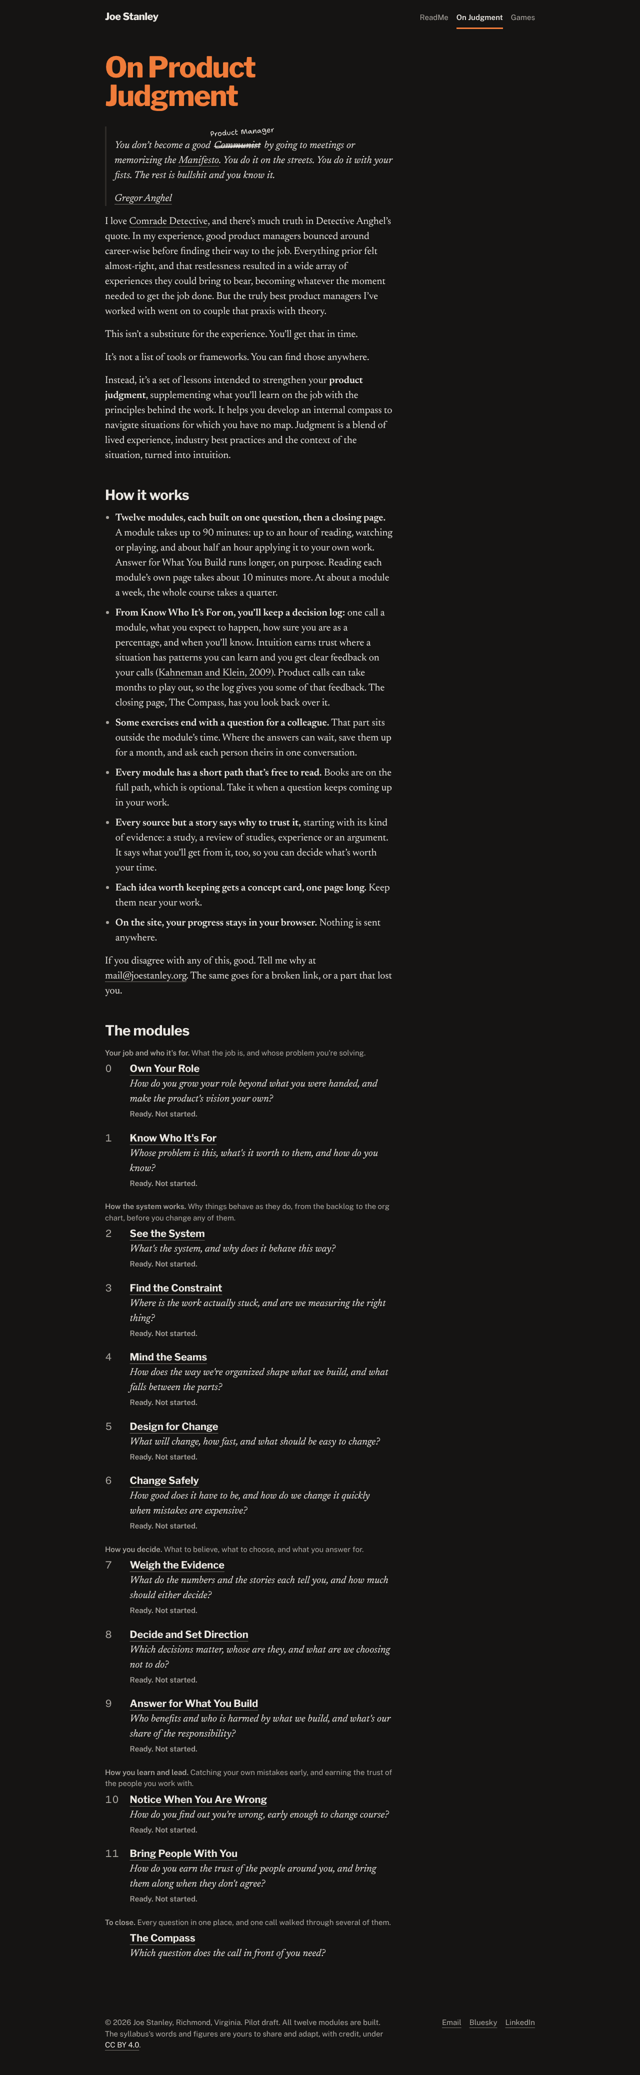 Joe Stanley
ReadMe On Judgment Games
On Product
Judgment
Product Manager
You don't become a good Communist by going to meetings or
memorizing the Manifesto. You do it on the streets. You do it with your
fists. The rest is bullshit and you know it.
Gregor Anghel
I love Comrade Detective, and there's much truth in Detective Anghel's
quote. In my experience, good product managers bounced around
career-wise before finding their way to the job. Everything prior felt
almost-right, and that restlessness resulted in a wide array of
experiences they could bring to bear, becoming whatever the moment
needed to get the job done. But the truly best product managers I've
worked with went on to couple that praxis with theory.
This isn't a substitute for the experience. You'll get that in time.
It's not a list of tools or frameworks. You can find those anywhere.
Instead, it's a set of lessons intended to strengthen your product
judgment, supplementing what you'll learn on the job with the
principles behind the work. It helps you develop an internal compass to
navigate situations for which you have no map. Judgment is a blend of
lived experience, industry best practices and the context of the
situation, turned into intuition.
How it works
• Twelve modules, each built on one question, then a closing page.
A module takes up to 90 minutes: up to an hour of reading, watching
or playing, and about half an hour applying it to your own work.
Answer for What You Build runs longer, on purpose. Reading each
module's own page takes about 10 minutes more. At about a module
a week, the whole course takes a quarter.
• From Know Who It's For on, you'll keep a decision log: one call a
module, what you expect to happen, how sure you are as a
percentage, and when you'll know. Intuition earns trust where a
situation has patterns you can learn and you get clear feedback on
your calls (Kahneman and Klein, 2009). Product calls can take
months to play out, so the log gives you some of that feedback. The
closing page, The Compass, has you look back over it.
• Some exercises end with a question for a colleague. That part sits
outside the module's time. Where the answers can wait, save them up
for a month, and ask each person theirs in one conversation.
• Every module has a short path that's free to read. Books are on the
full path, which is optional. Take it when a question keeps coming up
in your work.
• Every source but a story says why to trust it, starting with its kind
of evidence: a study, a review of studies, experience or an argument.
It says what you'll get from it, too, so you can decide what's worth
your time.
• Each idea worth keeping gets a concept card, one page long. Keep
them near your work.
• On the site, your progress stays in your browser. Nothing is sent
anywhere.
If you disagree with any of this, good. Tell me why at
mail@joestanley.org. The same goes for a broken link, or a part that lost
you.
The modules
Your job and who it's for. What the job is, and whose problem you're solving.
0 Own Your Role
How do you grow your role beyond what you were handed, and
make the product's vision your own?
Ready. Not started.
1 Know Who It's For
Whose problem is this, what's it worth to them, and how do you
know?
Ready. Not started.
How the system works. Why things behave as they do, from the backlog to the org
chart, before you change any of them.
2 See the System
What's the system, and why does it behave this way?
Ready. Not started.
3 Find the Constraint
Where is the work actually stuck, and are we measuring the right
thing?
Ready. Not started.
4 Mind the Seams
How does the way we're organized shape what we build, and what
falls between the parts?
Ready. Not started.
5 Design for Change
What will change, how fast, and what should be easy to change?
Ready. Not started.
6 Change Safely
How good does it have to be, and how do we change it quickly
when mistakes are expensive?
Ready. Not started.
How you decide. What to believe, what to choose, and what you answer for.
7 Weigh the Evidence
What do the numbers and the stories each tell you, and how much
should either decide?
Ready. Not started.
8 Decide and Set Direction
Which decisions matter, whose are they, and what are we choosing
not to do?
Ready. Not started.
9 Answer for What You Build
Who benefits and who is harmed by what we build, and what's our
share of the responsibility?
Ready. Not started.
How you learn and lead. Catching your own mistakes early, and earning the trust of
the people you work with.
10 Notice When You Are Wrong
How do you find out you're wrong, early enough to change course?
Ready. Not started.
11 Bring People With You
How do you earn the trust of the people around you, and bring
them along when they don't agree?
Ready. Not started.
To close. Every question in one place, and one call walked through several of them.
The Compass
Which question does the call in front of you need?
© 2026 Joe Stanley, Richmond, Virginia. Pilot draft. All twelve modules are built.
The syllabus's words and figures are yours to share and adapt, with credit, under
CC BY 4.0.
Email Bluesky LinkedIn